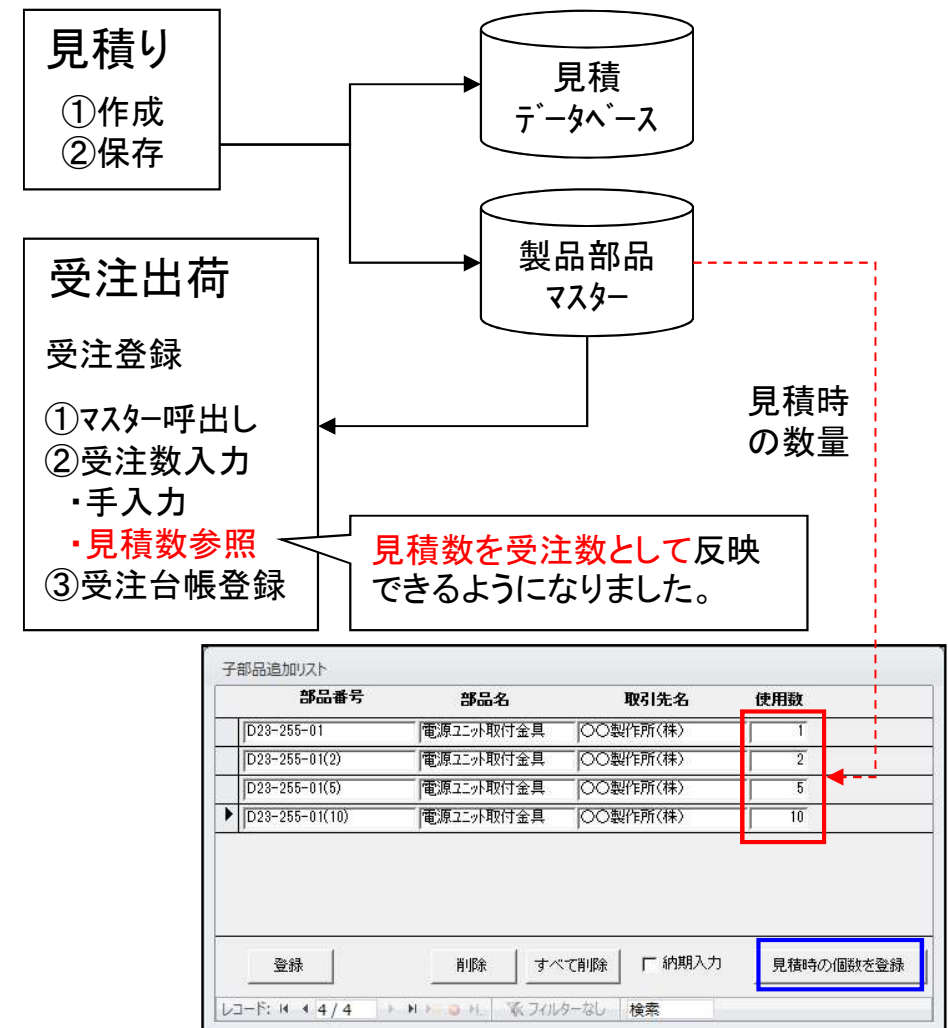 見積り
①作成
②保存
見積
データベース
製品部品
マスター
受注出荷
受注登録
①マスター呼出し
②受注数入力
・手入力
・見積数参照
③受注台帳登録
見積時
の数量
見積数を受注数として反映
できるようになりました。
子部品追加リスト
部品番号 部品名 取引先名 使用数
D23-255-01 電源ユニット取付金具 〇〇製作所(株) 1
D23-255-01(2) 電源ユニット取付金具 〇〇製作所(株) 2
D23-255-01(5) 電源ユニット取付金具 〇〇製作所(株) 5
D23-255-01(10) 電源ユニット取付金具 〇〇製作所(株) 10
登録 削除 すべて削除 納期入力 見積時の個数を登録
レコード: 4 / 4 フィルターなし 検索